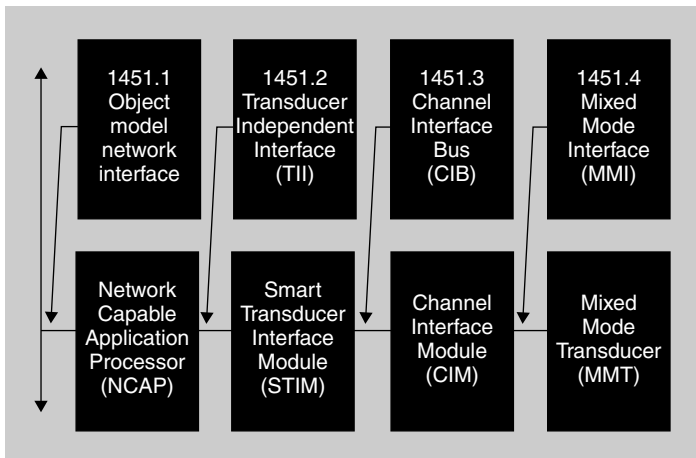 1451.1
Object
model
network
interface
1451.2
Transducer
Independent
Interface
(TII)
1451.3
Channel
Interface
Bus
(CIB)
1451.4
Mixed
Mode
Interface
(MMI)
Network
Capable
Application
Processor
(NCAP)
Smart
Transducer
Interface
Module
(STIM)
Channel
Interface
Module
(CIM)
Mixed
Mode
Transducer
(MMT)